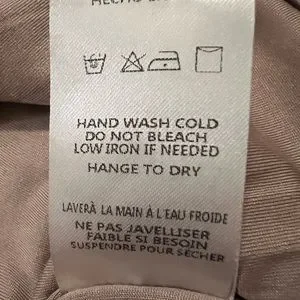 HAND WASH COLD
DO NOT BLEACH
LOW IRON IF NEEDED
HANGE TO DRY
LAVERÀ LA MAIN À L'EAU FROIDE
NE PAS JAVELLISER
FAIBLE SI BESOIN
SUSPENDRE POUR SÉCHER